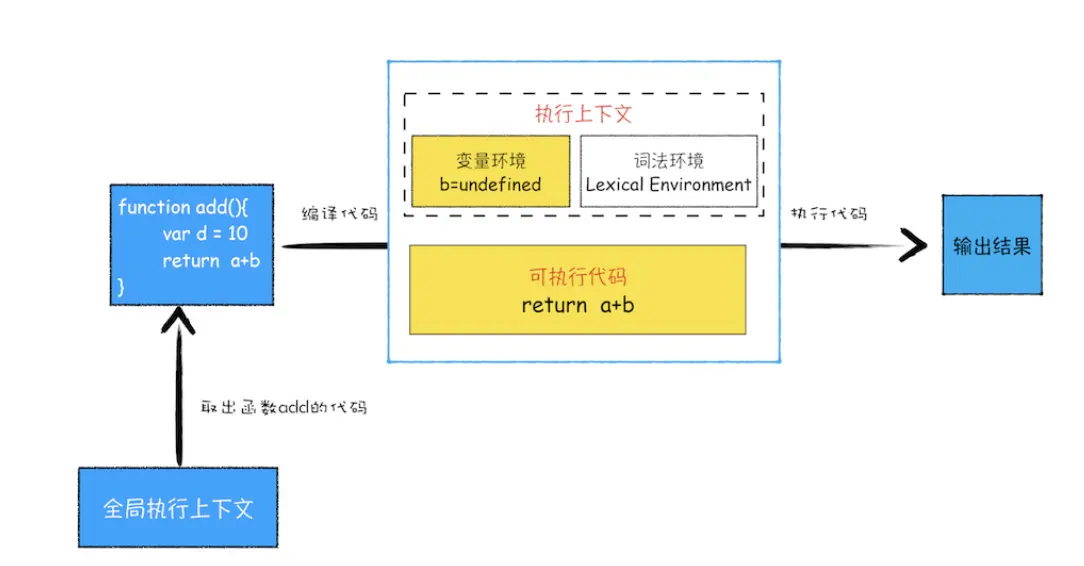 执行上下文
变量环境
b=undefined
词法环境
Lexical Environment
function add(){
var d = 10
return a+b
}
编译代码
可执行代码
return a+b
执行代码
输出结果
取出函数add的代码
全局执行上下文